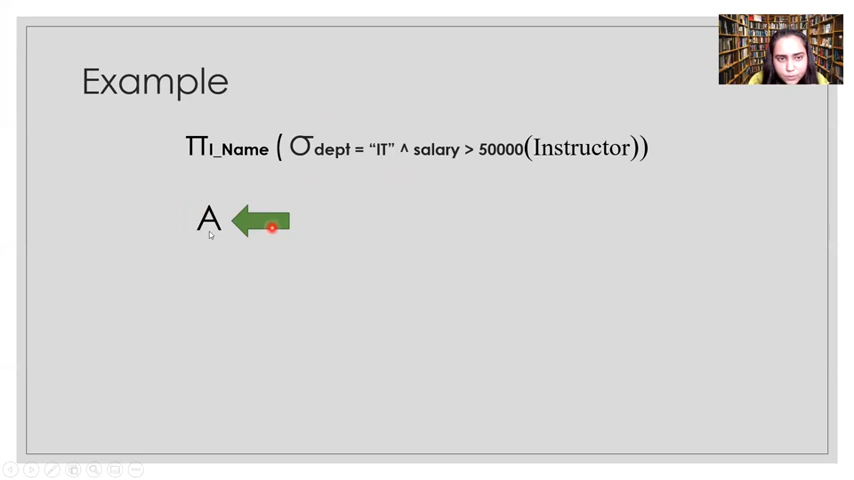 Example
πI_Name ( σdept = “IT” ^ salary > 50000(Instructor))
A